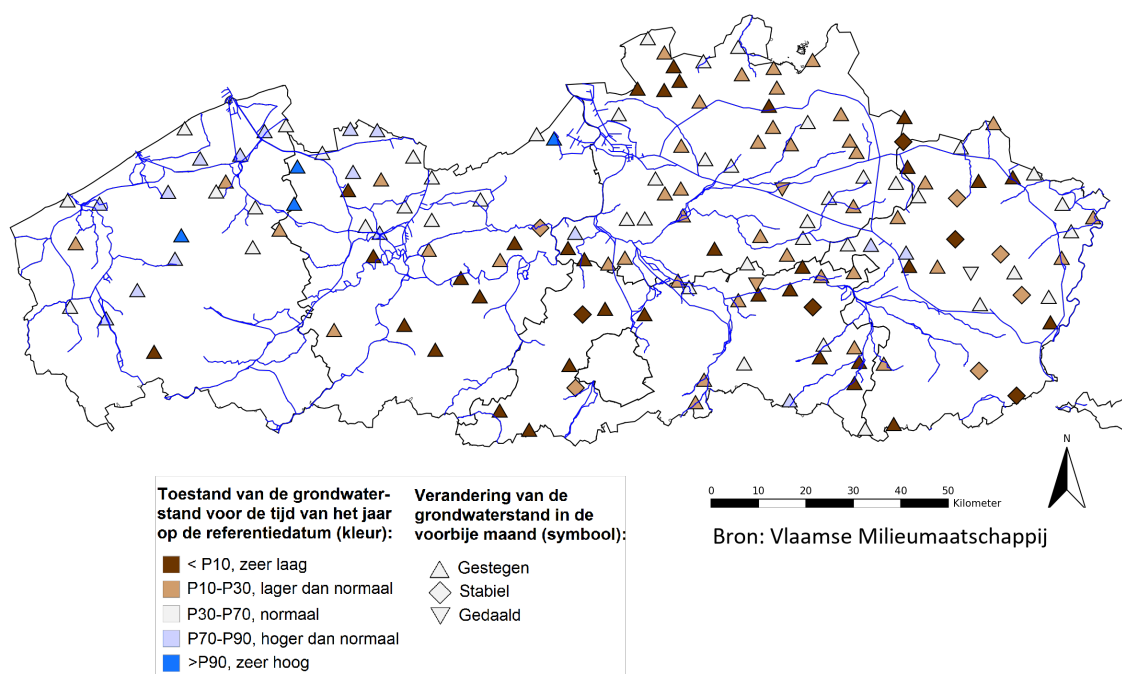 N
0 10 20 30 40 50
Kilometer
Bron: Vlaamse Milieumaatschappij
Toestand van de grondwater-
stand voor de tijd van het jaar
op de referentiedatum (kleur):
< P10, zeer laag
P10-P30, lager dan normaal
P30-P70, normaal
P70-P90, hoger dan normaal
>P90, zeer hoog
Verandering van de
grondwaterstand in de
voorbije maand (symbool):
Gestegen
Stabiel
Gedaald